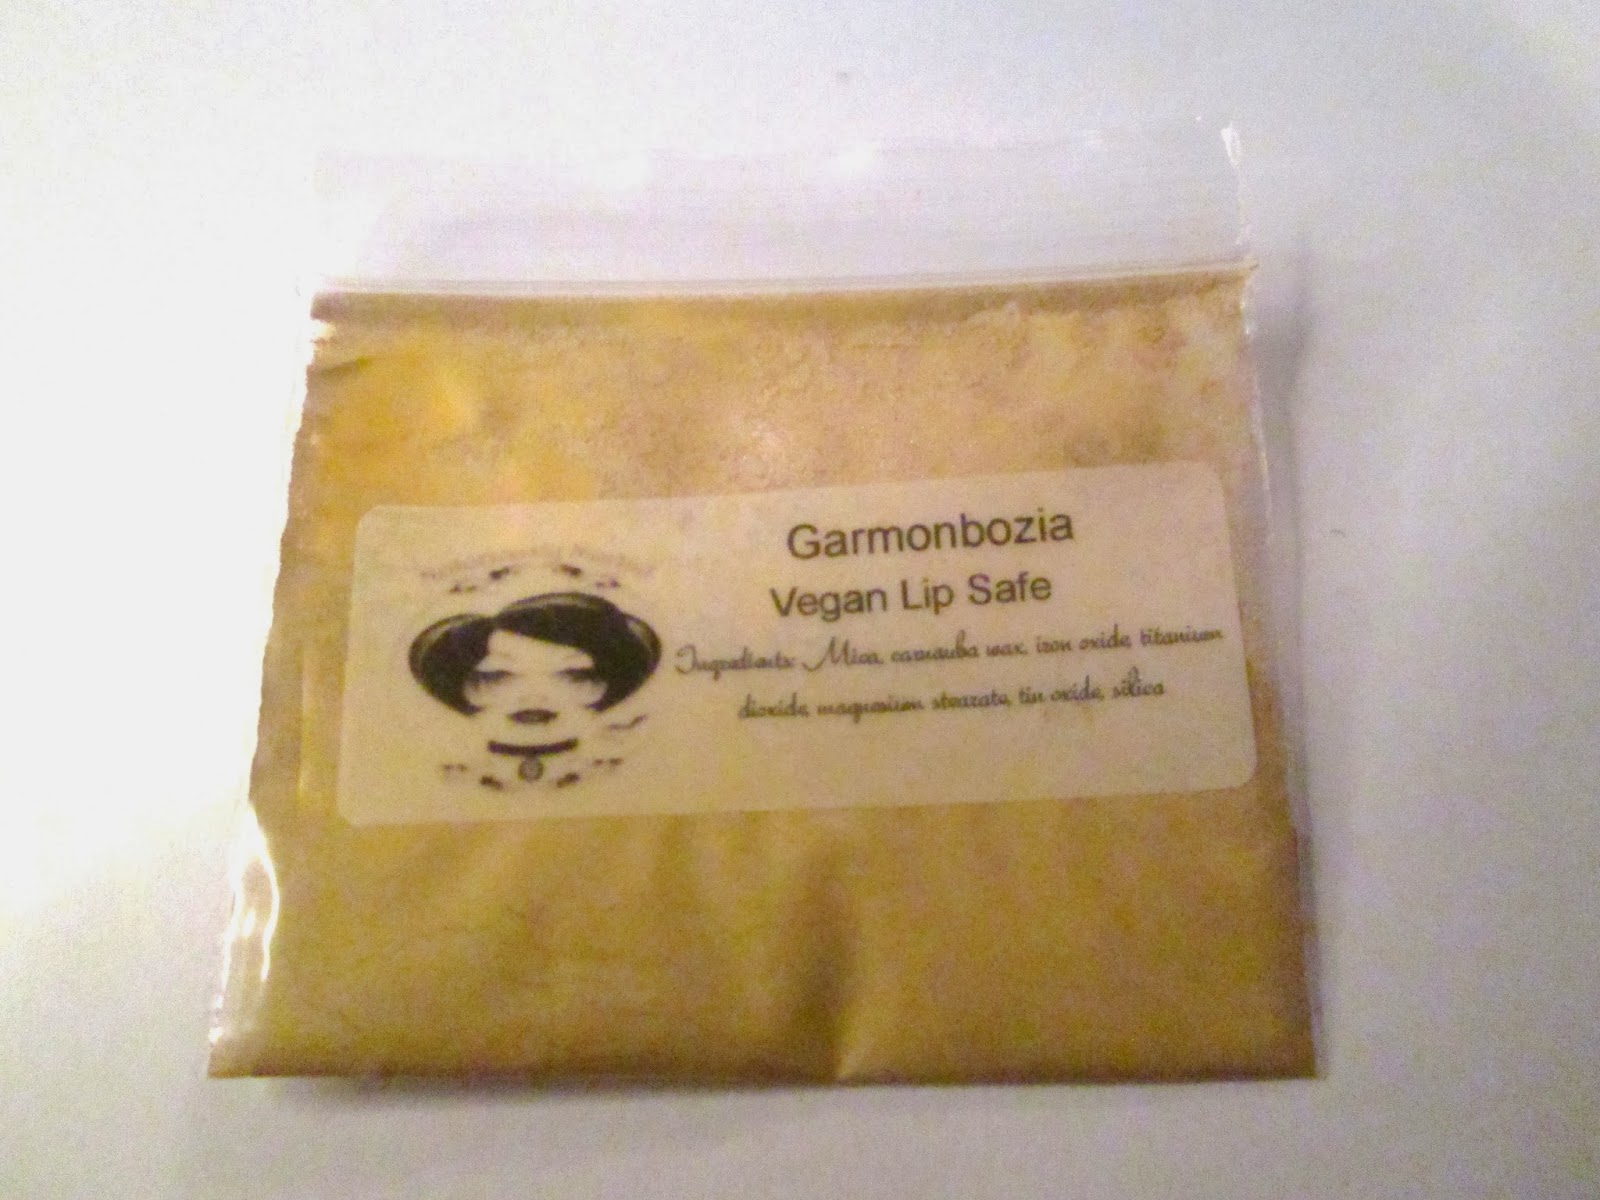 Garmonbozia
Vegan Lip Safe
Ingredients: Mica, carnauba wax, iron oxide, titanium
dioxide, magnesium stearate, tin oxide, silica